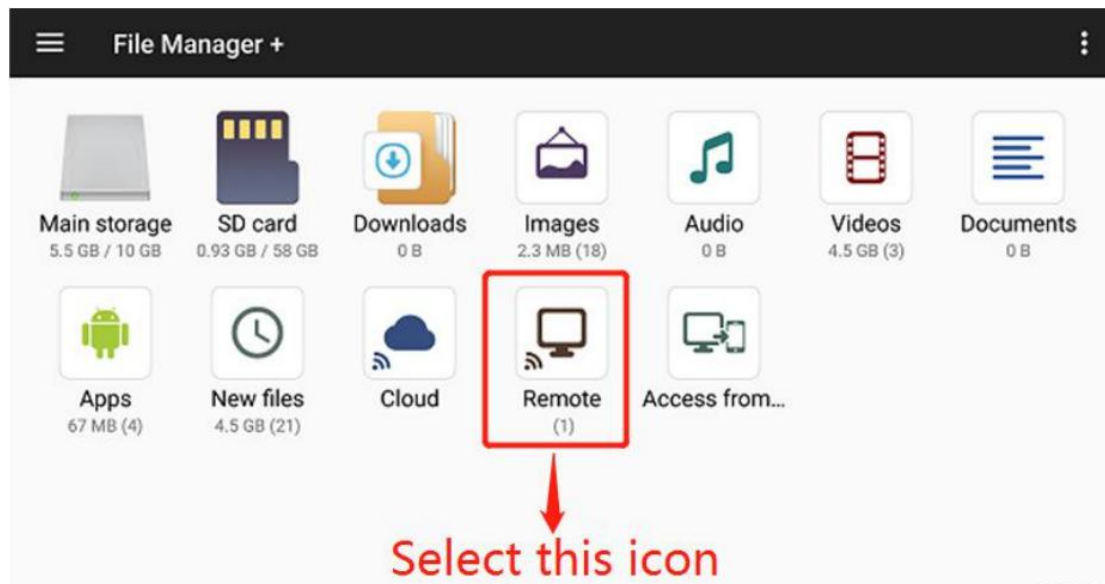 File Manager +
Main storage
5.5 GB / 10 GB
SD card
0.93 GB / 58 GB
Downloads
0 B
Images
2.3 MB (18)
Audio
0 B
Videos
4.5 GB (3)
Documents
0 B
Apps
67 MB (4)
New files
4.5 GB (21)
Cloud
Remote
(1)
Access from...
Select this icon